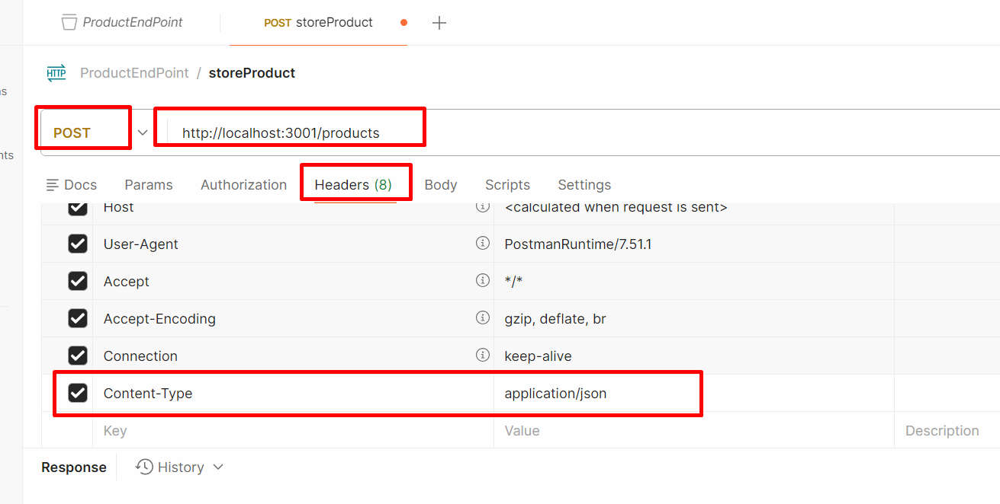 ProductEndPoint POST storeProduct
HTTP ProductEndPoint / storeProduct
POST http://localhost:3001/products
Docs Params Authorization Headers (8) Body Scripts Settings
Host <calculated when request is sent>
User-Agent PostmanRuntime/7.51.1
Accept */*
Accept-Encoding gzip, deflate, br
Connection keep-alive
Content-Type application/json
Key Value Description
Response History